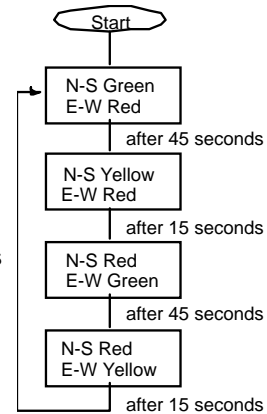 Start
N-S Green
E-W Red
after 45 seconds
N-S Yellow
E-W Red
after 15 seconds
N-S Red
E-W Green
after 45 seconds
N-S Red
E-W Yellow
after 15 seconds